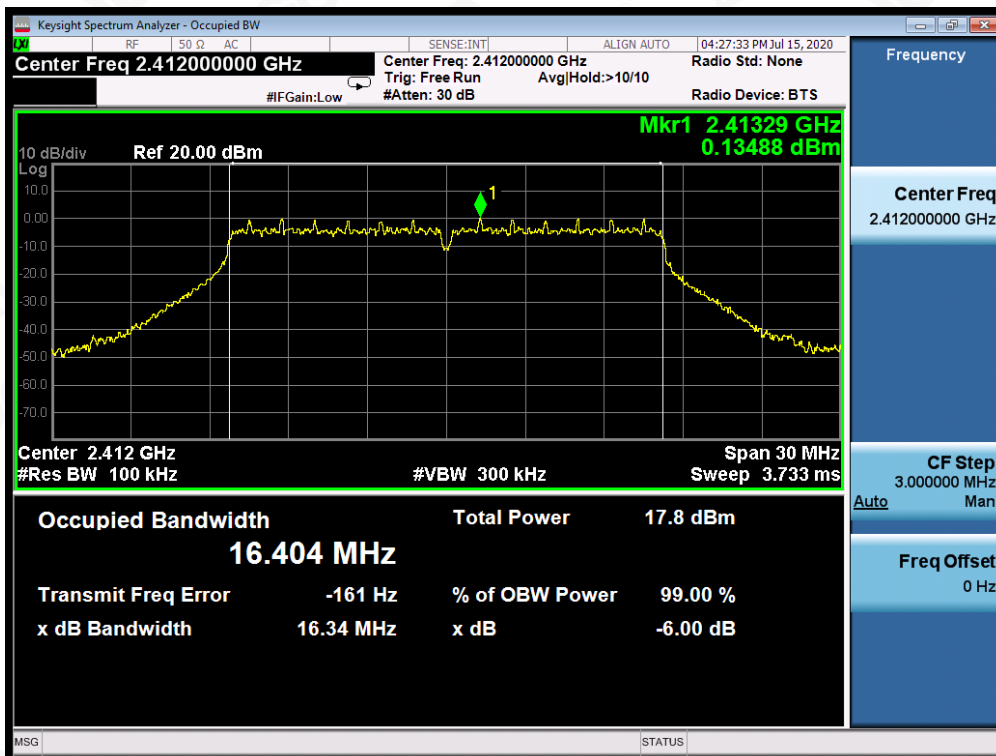 Keysight Spectrum Analyzer - Occupied BW
LXI RF 50 Ω AC SENSE:INT ALIGN AUTO 04:27:33 PM Jul 15, 2020
Center Freq 2.412000000 GHz
Center Freq: 2.412000000 GHz
Radio Std: None
Trig: Free Run Avg|Hold:>10/10
#IFGain:Low
#Atten: 30 dB
Radio Device: BTS
Frequency
Mkr1 2.41329 GHz
0.13488 dBm
10 dB/div Ref 20.00 dBm
Log
10.0
0.00
-10.0
-20.0
-30.0
-40.0
-50.0
-60.0
-70.0
1
Center 2.412 GHz
Span 30 MHz
#Res BW 100 kHz
#VBW 300 kHz
Sweep 3.733 ms
Occupied Bandwidth
16.404 MHz
Total Power 17.8 dBm
Transmit Freq Error -161 Hz
% of OBW Power 99.00 %
x dB Bandwidth 16.34 MHz
x dB -6.00 dB
Center Freq
2.412000000 GHz
CF Step
3.000000 MHz
Auto Man
Freq Offset
0 Hz
MSG
STATUS